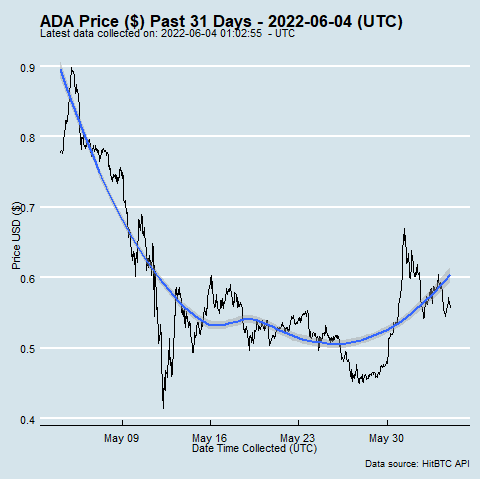 ADA Price ($) Past 31 Days - 2022-06-04 (UTC)
Latest data collected on: 2022-06-04 01:02:55 - UTC
0.9
0.8
0.7
0.6
0.5
0.4
Price USD ($)
May 09 May 16 May 23 May 30
Date Time Collected (UTC)
Data source: HitBTC API